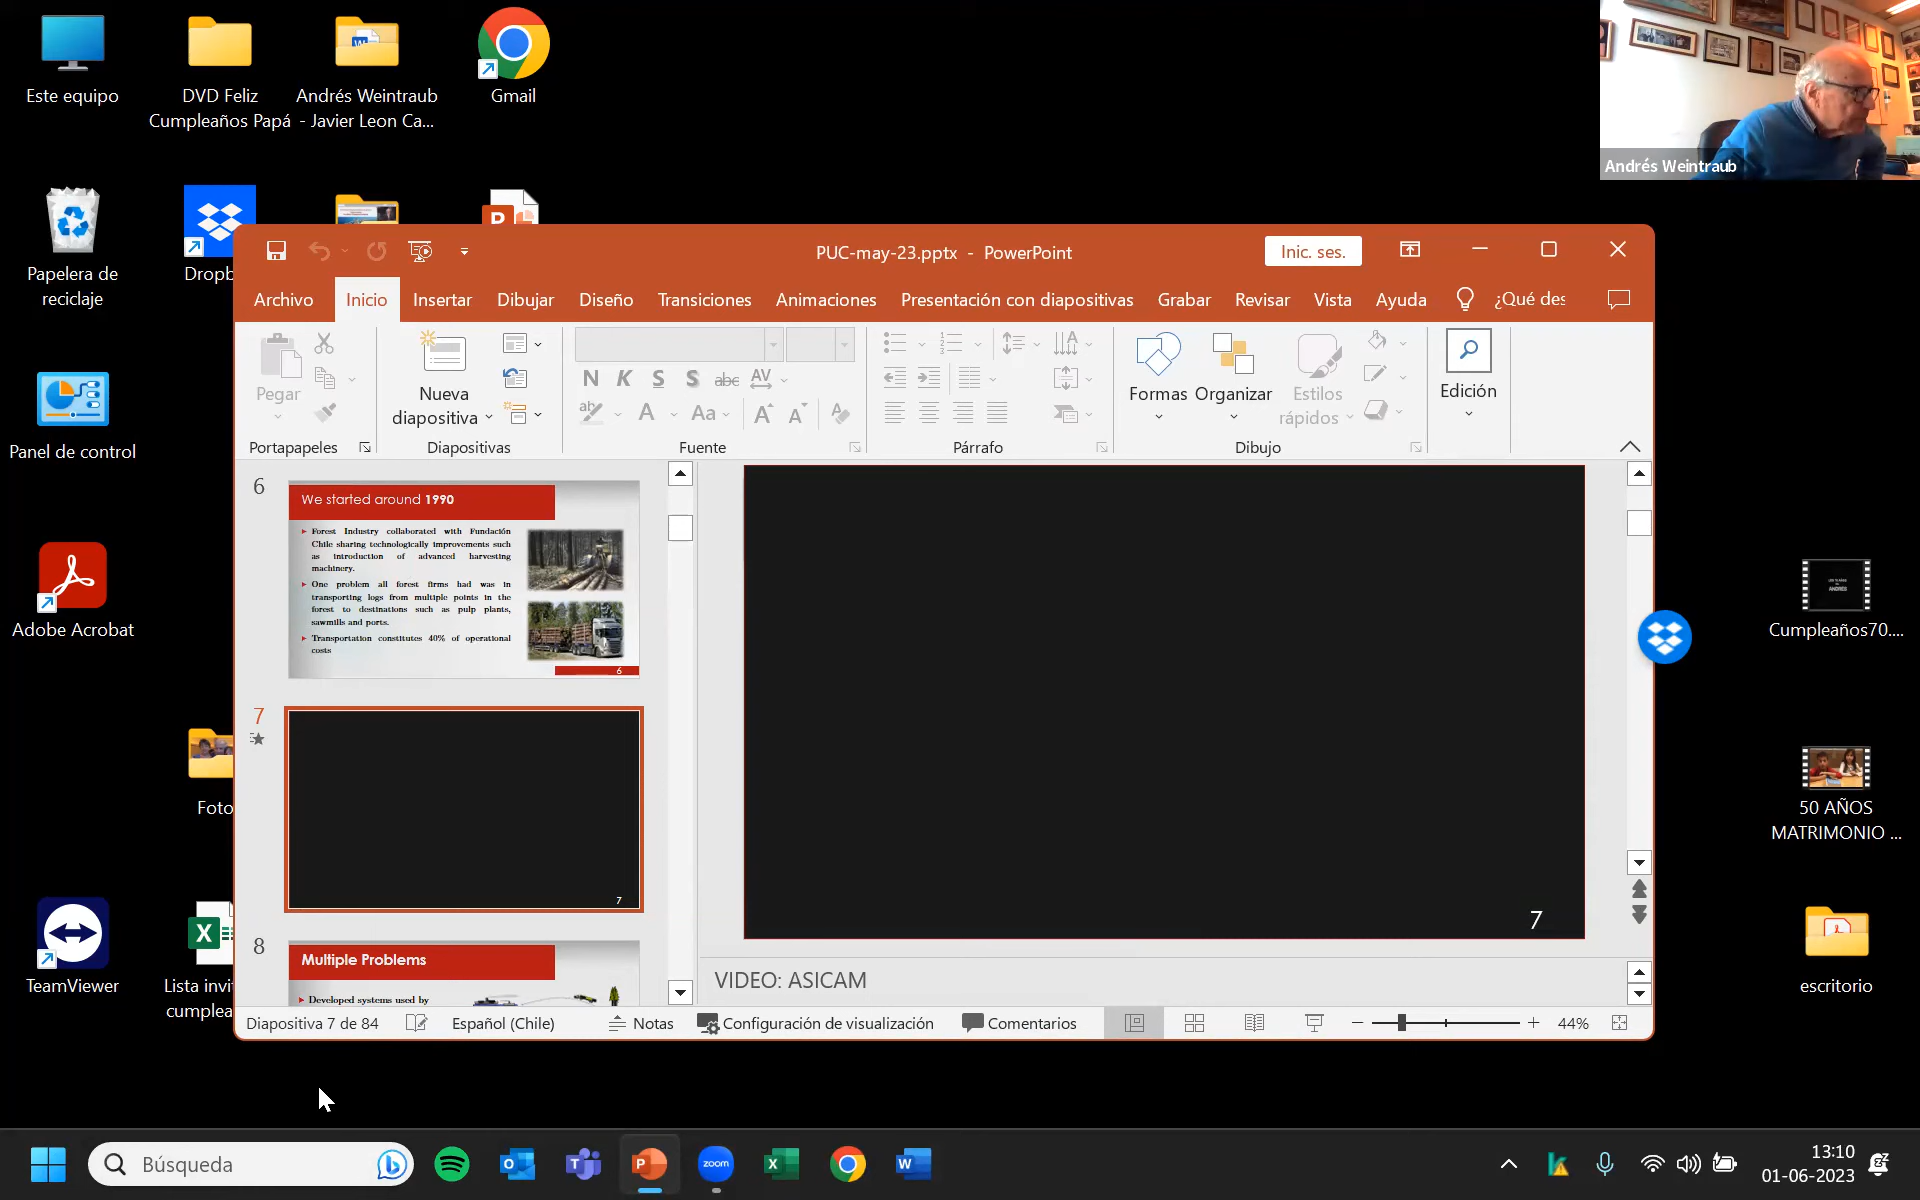 Este equipo
DVD Feliz
Cumpleaños Papá
Andrés Weintraub
- Javier Leon Ca...
Gmail
Andrés Weintraub
Papelera de
reciclaje
Dropb
PUC-may-23.pptx - PowerPoint
Inic. ses.
Archivo Inicio Insertar Dibujar Diseño Transiciones Animaciones Presentación con diapositivas Grabar Revisar Vista Ayuda ¿Qué des
Pegar
Nueva
diapositiva
N K S S abc AV
A Aa A A
Formas Organizar Estilos
rápidos
Edición
Portapapeles Diapositivas Fuente Párrafo Dibujo
Panel de control
6
We started around 1990
Forest Industry collaborated with Fundación
Chile sharing technologically improvements such
as introduction of advanced harvesting
machinery.
One problem all forest firms had was in
transporting logs from multiple points in the
forest to destinations such as pulp plants,
sawmills and ports.
Transportation constitutes 40% of operational
costs
6
7
7
8
Multiple Problems
Developed systems used by
7
VIDEO: ASICAM
Diapositiva 7 de 84 Español (Chile) Notas Configuración de visualización Comentarios 44%
Adobe Acrobat
Foto
TeamViewer
Lista invi
cumplea
Cumpleaños70....
50 AÑOS
MATRIMONIO ...
escritorio
Búsqueda
zoom
13:10
01-06-2023